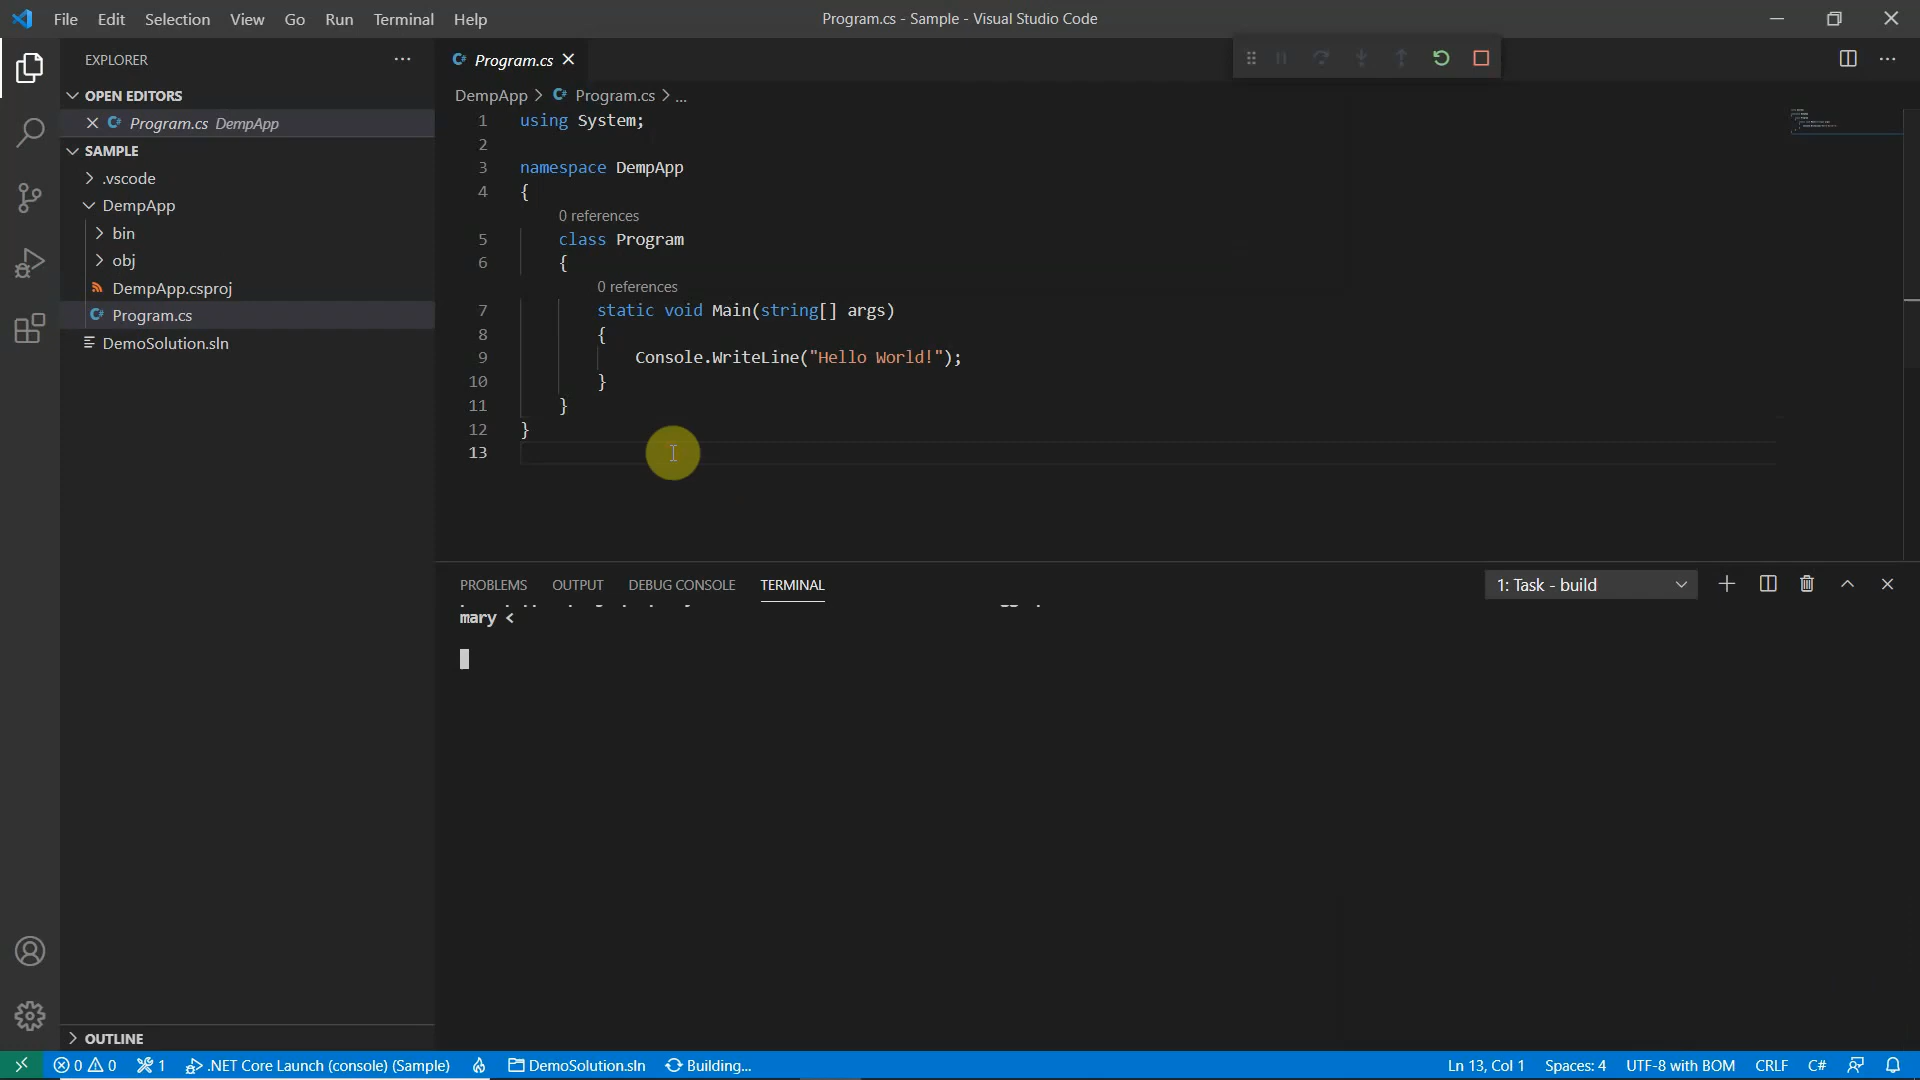 File Edit Selection View Go Run Terminal Help
Program.cs - Sample - Visual Studio Code
EXPLORER
OPEN EDITORS
Program.cs DempApp
SAMPLE
.vscode
DempApp
bin
obj
DempApp.csproj
Program.cs
DemoSolution.sln
OUTLINE
Program.cs
DempApp > Program.cs > ...
1 using System;
2
3 namespace DempApp
4 {
0 references
5 class Program
6 {
0 references
7 static void Main(string[] args)
8 {
9 Console.WriteLine("Hello World!");
10 }
11 }
12 }
13
PROBLEMS OUTPUT DEBUG CONSOLE TERMINAL
1: Task - build
mary <
0 0 1 .NET Core Launch (console) (Sample) DemoSolution.sln Building...
Ln 13, Col 1 Spaces: 4 UTF-8 with BOM CRLF C#